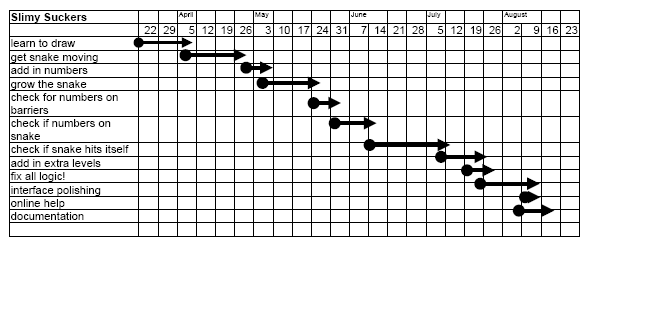 Slimy Suckers April May June July August
22 29 5 12 19 26 3 10 17 24 31 7 14 21 28 5 12 19 26 2 9 16 23
learn to draw
get snake moving
add in numbers
grow the snake
check for numbers on
barriers
check if numbers on
snake
check if snake hits itself
add in extra levels
fix all logic!
interface polishing
online help
documentation